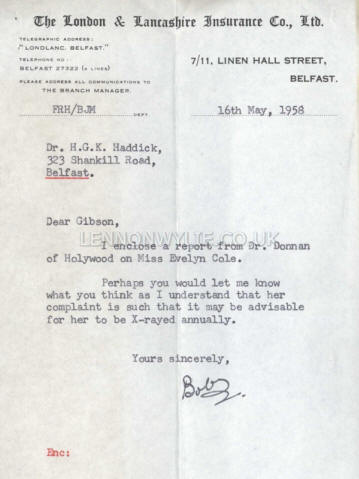 The London & Lancashire Insurance Co., Ltd.
TELEGRAPHIC ADDRESS:
"LONDLANC, BELFAST."
TELEPHONE NO:
BELFAST 27322 (2 LINES)
PLEASE ADDRESS ALL COMMUNICATIONS TO
THE BRANCH MANAGER.
7/11, LINEN HALL STREET,
BELFAST.
FRH/BJM DEPT.
16th May, 1958
Dr. H.G.K. Haddick,
323 Shankill Road,
Belfast.
Dear Gibson,
LENNONWYLIE.CO.UK
I enclose a report from Dr. Donnan
of Holywood on Miss Evelyn Cole.
Perhaps you would let me know
what you think as I understand that her
complaint is such that it may be advisable
for her to be X-rayed annually.
Yours sincerely,
Bob
Enc: